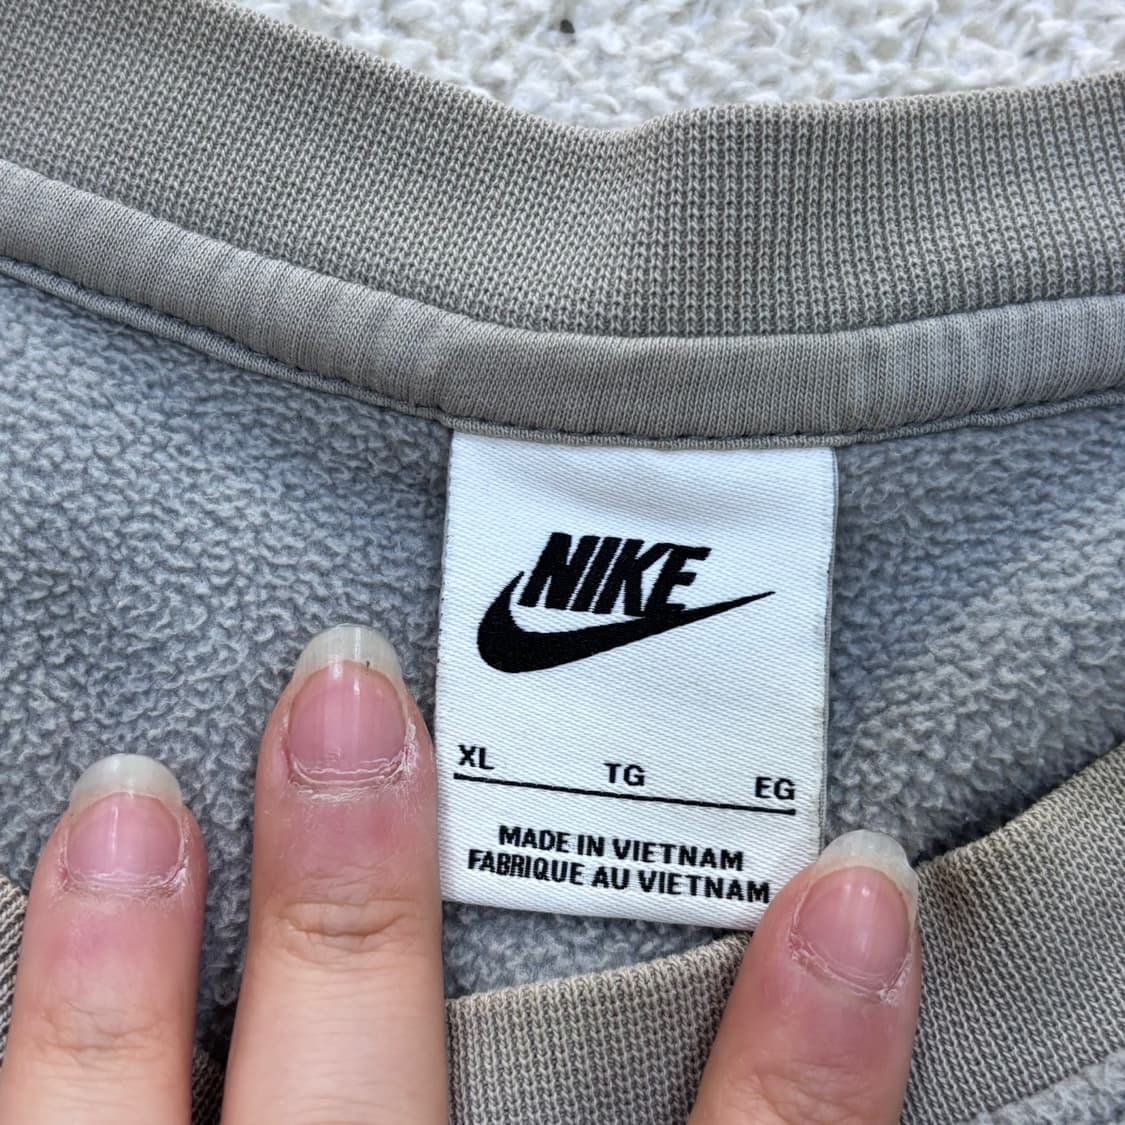 NIKE
XL TG EG
MADE IN VIETNAM
FABRIQUE AU VIETNAM